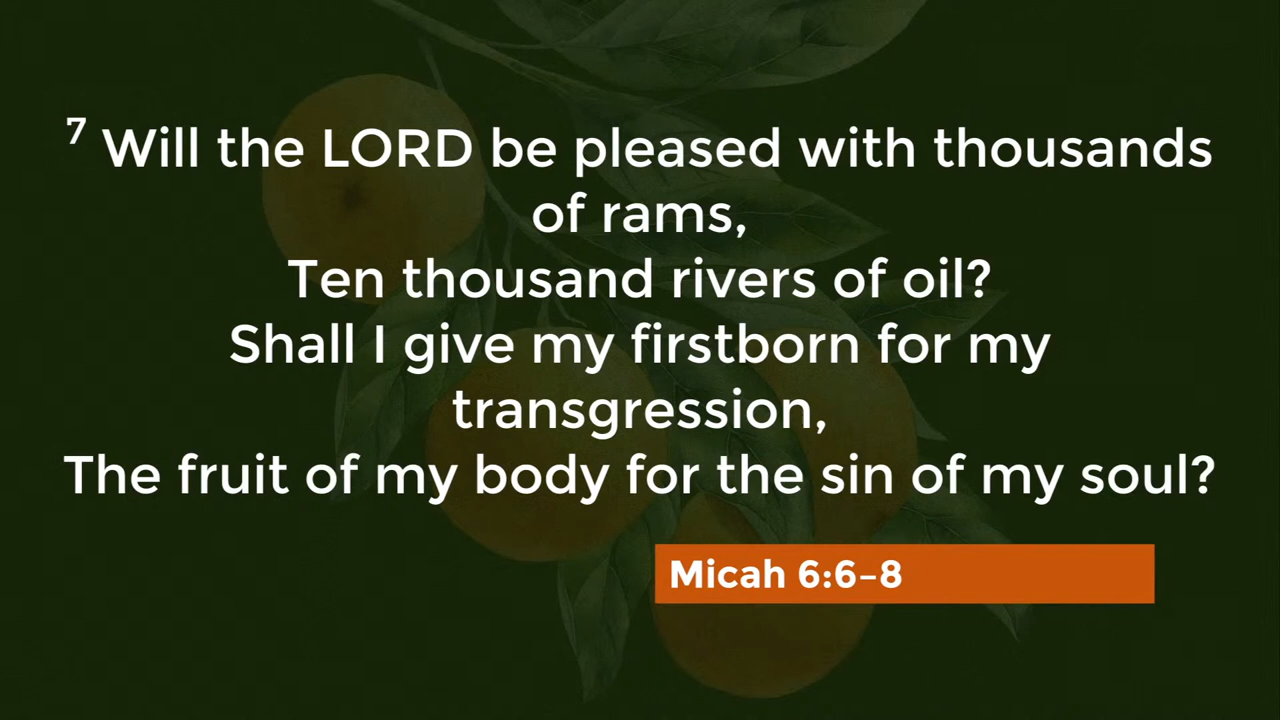 ⁷ Will the LORD be pleased with thousands
of rams,
Ten thousand rivers of oil?
Shall I give my firstborn for my
transgression,
The fruit of my body for the sin of my soul?
Micah 6:6–8